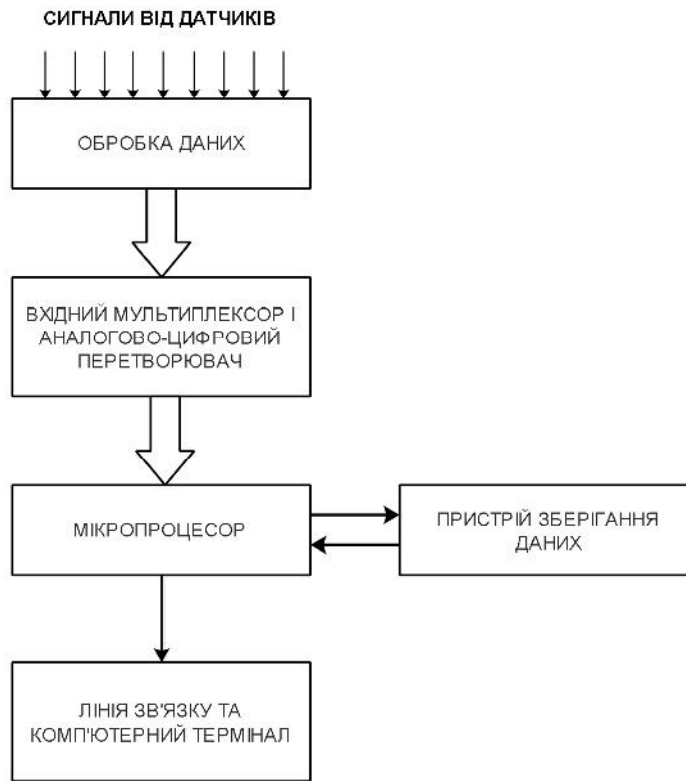 СИГНАЛИ ВІД ДАТЧИКІВ
ОБРОБКА ДАНИХ
ВХІДНИЙ МУЛЬТИПЛЕКСОР І
АНАЛОГОВО-ЦИФРОВИЙ
ПЕРЕТВОРЮВАЧ
МІКРОПРОЦЕСОР
ПРИСТРІЙ ЗБЕРІГАННЯ
ДАНИХ
ЛІНІЯ ЗВ'ЯЗКУ ТА
КОМП'ЮТЕРНИЙ ТЕРМІНАЛ